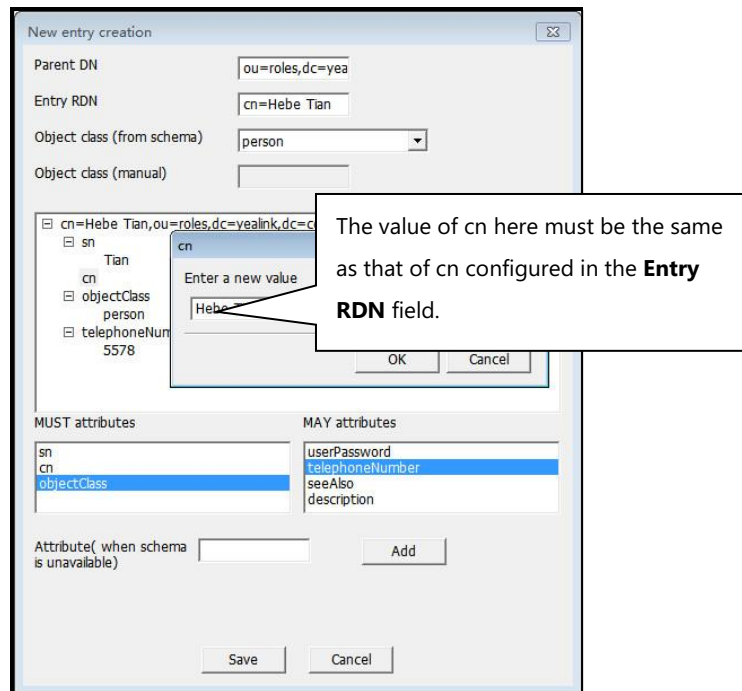 New entry creation
Parent DN
ou=roles,dc=yea
Entry RDN
cn=Hebe Tian
Object class (from schema)
person
Object class (manual)
cn=Hebe Tian,ou=roles,dc=yealink,dc=c
sn
Tian
cn
objectClass
person
telephoneNum
5578
cn
Enter a new value
Hebe T
OK
Cancel
The value of cn here must be the same
as that of cn configured in the Entry
RDN field.
MUST attributes
sn
cn
objectClass
MAY attributes
userPassword
telephoneNumber
seeAlso
description
Attribute( when schema
is unavailable)
Add
Save
Cancel